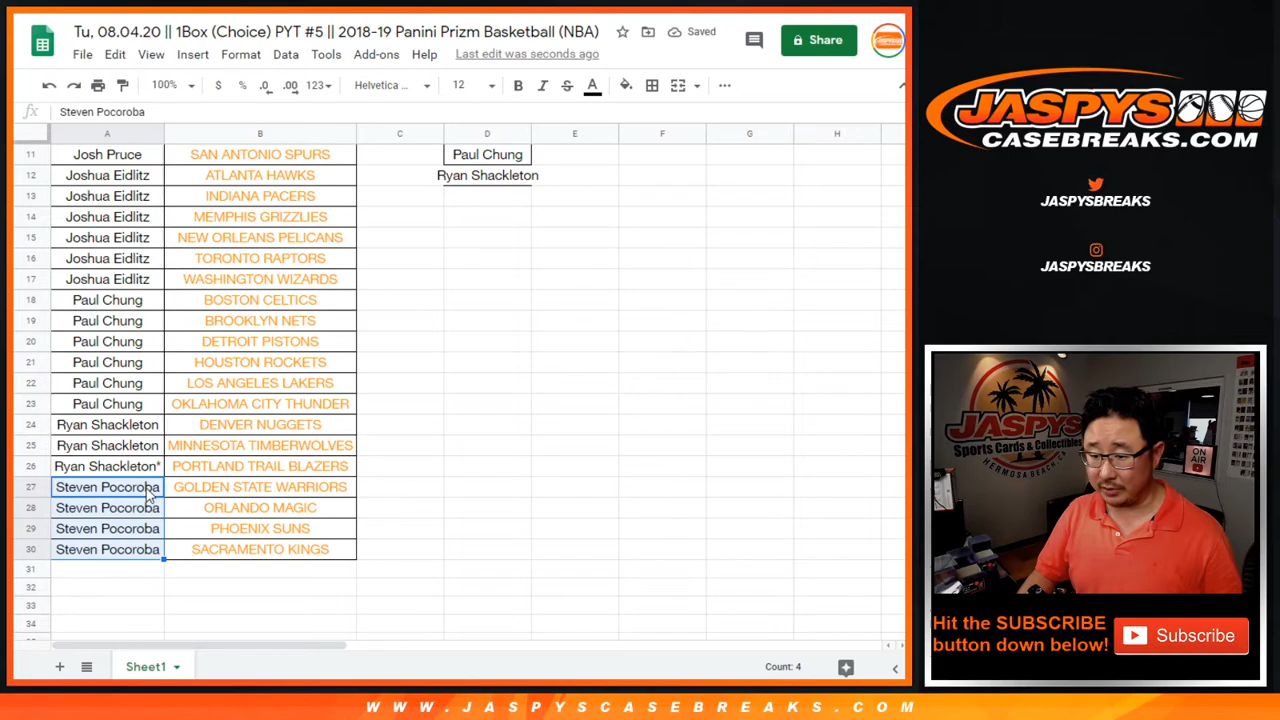 Tu, 08.04.20 || 1Box (Choice) PYT #5 || 2018-19 Panini Prizm Basketball (NBA)
Saved
Share
File Edit View Insert Format Data Tools Add-ons Help Last edit was seconds ago
100% $ % .0 .00 123 Helvetica ... 12 B I S A
fx Steven Pocoroba
A B C D E F G H
11 Josh Pruce SAN ANTONIO SPURS Paul Chung
12 Joshua Eidlitz ATLANTA HAWKS Ryan Shackleton
13 Joshua Eidlitz INDIANA PACERS
14 Joshua Eidlitz MEMPHIS GRIZZLIES
15 Joshua Eidlitz NEW ORLEANS PELICANS
16 Joshua Eidlitz TORONTO RAPTORS
17 Joshua Eidlitz WASHINGTON WIZARDS
18 Paul Chung BOSTON CELTICS
19 Paul Chung BROOKLYN NETS
20 Paul Chung DETROIT PISTONS
21 Paul Chung HOUSTON ROCKETS
22 Paul Chung LOS ANGELES LAKERS
23 Paul Chung OKLAHOMA CITY THUNDER
24 Ryan Shackleton DENVER NUGGETS
25 Ryan Shackleton MINNESOTA TIMBERWOLVES
26 Ryan Shackleton* PORTLAND TRAIL BLAZERS
27 Steven Pocoroba GOLDEN STATE WARRIORS
28 Steven Pocoroba ORLANDO MAGIC
29 Steven Pocoroba PHOENIX SUNS
30 Steven Pocoroba SACRAMENTO KINGS
31
32
33
34
Sheet1
Count: 4
JASPYS
CASEBREAKS.COM
JASPYSBREAKS
JASPYSBREAKS
JASPYS
Sports Cards & Collectibles
HERMOSA BEACH
ON AIR
Hit the SUBSCRIBE
button down below!
Subscribe
WWW.JASPYSCASEBREAKS.COM